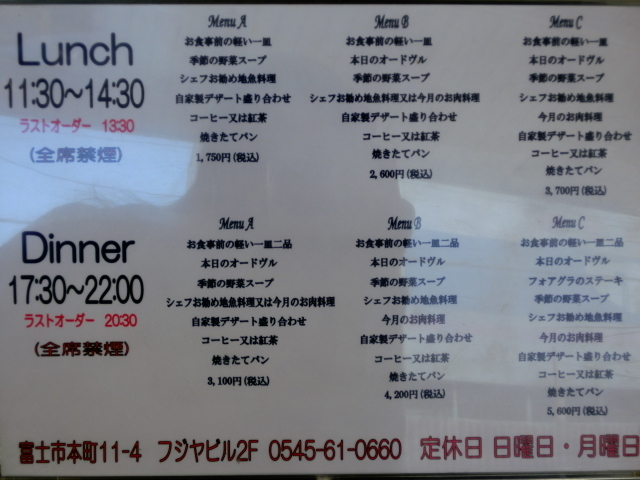 Lunch
11:30～14:30
ラストオーダー 13:30
(全席禁煙)
Menu A
お食事前の軽い一皿
季節の野菜スープ
シェフお勧め地魚料理
自家製デザート盛り合わせ
コーヒー又は紅茶
焼きたてパン
1,750円(税込)
Menu B
お食事前の軽い一皿
本日のオードヴル
季節の野菜スープ
シェフお勧め地魚料理又は今月のお肉料理
自家製デザート盛り合わせ
コーヒー又は紅茶
焼きたてパン
2,600円(税込)
Menu C
お食事前の軽い一皿
本日のオードヴル
季節の野菜スープ
シェフお勧め地魚料理
今月のお肉料理
自家製デザート盛り合わせ
コーヒー又は紅茶
焼きたてパン
3,700円(税込)
Dinner
17:30～22:00
ラストオーダー 20:30
(全席禁煙)
Menu A
お食事前の軽い一皿二品
本日のオードヴル
季節の野菜スープ
シェフお勧め地魚料理又は今月のお肉料理
自家製デザート盛り合わせ
コーヒー又は紅茶
焼きたてパン
3,100円(税込)
Menu B
お食事前の軽い一皿二品
本日のオードヴル
季節の野菜スープ
シェフお勧め地魚料理
今月のお肉料理
自家製デザート盛り合わせ
コーヒー又は紅茶
焼きたてパン
4,200円(税込)
Menu C
お食事前の軽い一皿二品
本日のオードヴル
フォアグラのステーキ
季節の野菜スープ
シェフお勧め地魚料理
今月のお肉料理
自家製デザート盛り合わせ
コーヒー又は紅茶
焼きたてパン
5,600円(税込)
富士市本町11-4 フジヤビル2F 0545-61-0660 定休日 日曜日・月曜日